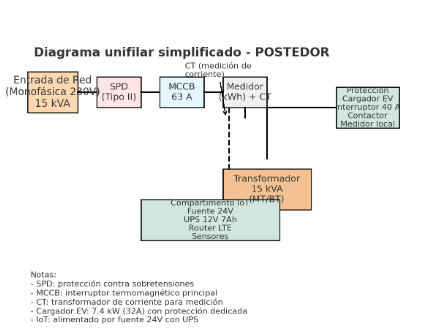 Diagrama unifilar simplificado - POSTEDOR
CT (medición de
corriente)
Entrada de Red
(Monofásica 230V)
15 kVA
SPD
(Tipo II)
MCCB
63 A
Medidor
(kWh) + CT
Protección
Cargador EV
Interruptor 40 A
Contactor
Medidor local
Transformador
15 kVA
(MT/BT)
Compartimento IoT
Fuente 24V
UPS 12V 7Ah
Router LTE
Sensores
Notas:
- SPD: protección contra sobretensiones
- MCCB: interruptor termomagnético principal
- CT: transformador de corriente para medición
- Cargador EV: 7.4 kW (32A) con protección dedicada
- IoT: alimentado por fuente 24V con UPS